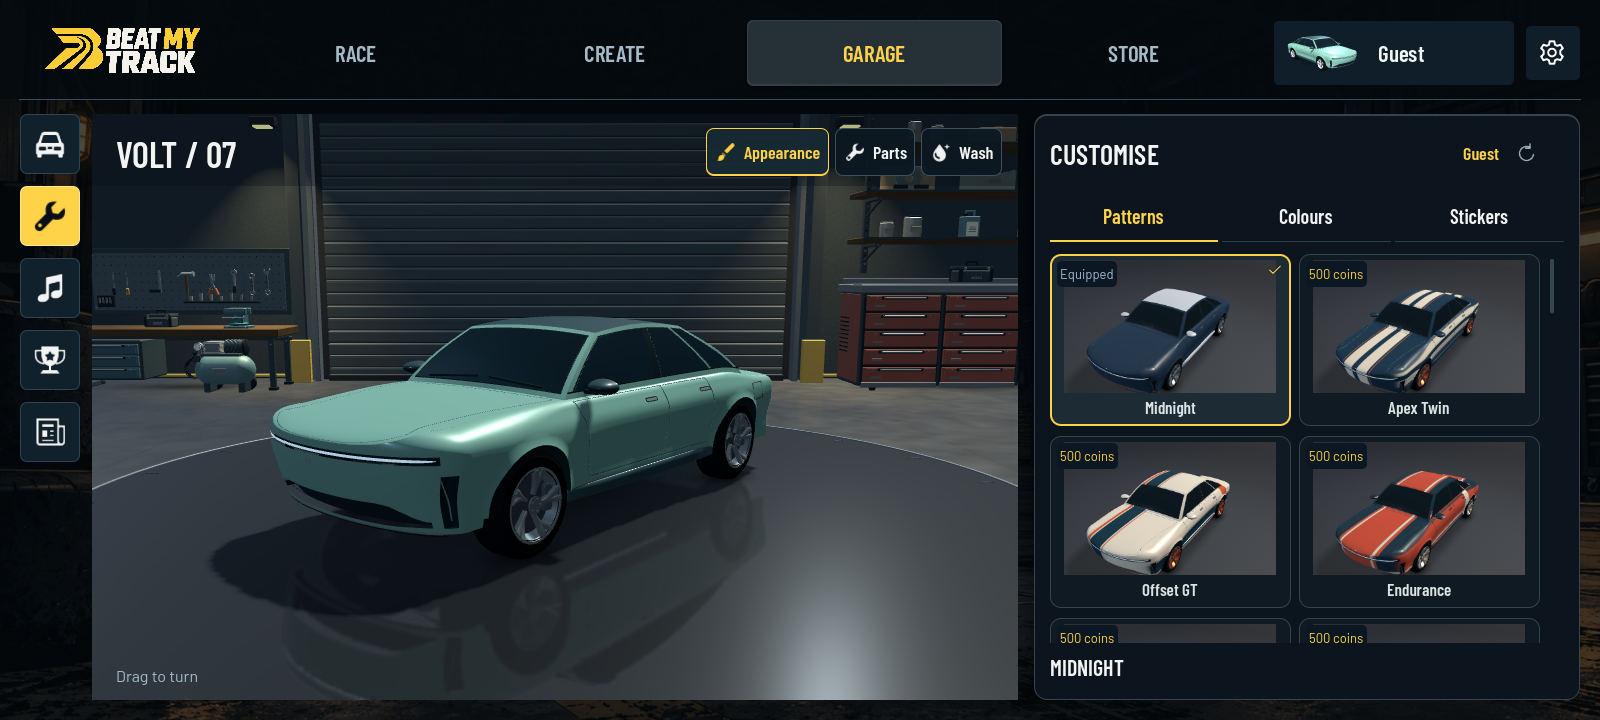 BEAT MY
TRACK
RACE
CREATE
GARAGE
STORE
Guest
VOLT / 07
Appearance
Parts
Wash
Drag to turn
CUSTOMISE
Guest
Patterns
Colours
Stickers
Equipped
Midnight
500 coins
Apex Twin
500 coins
Offset GT
500 coins
Endurance
500 coins
500 coins
MIDNIGHT